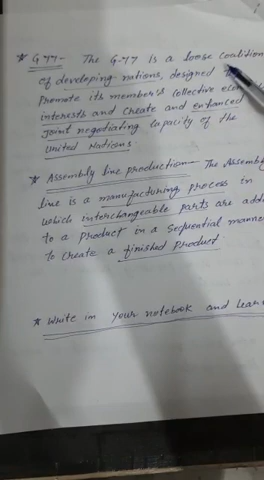 * G77- The G-77 is a loose coalition
of developing nations, designed to
promote its member's collective
interests and create and enhanced
joint negotiating capacity of the
United Nations
* Assembly line production- The Assembly
line is a manufacturing process in
which interchangeable parts are
to a product in a sequential
to create a finished product
* Write in your notebook and